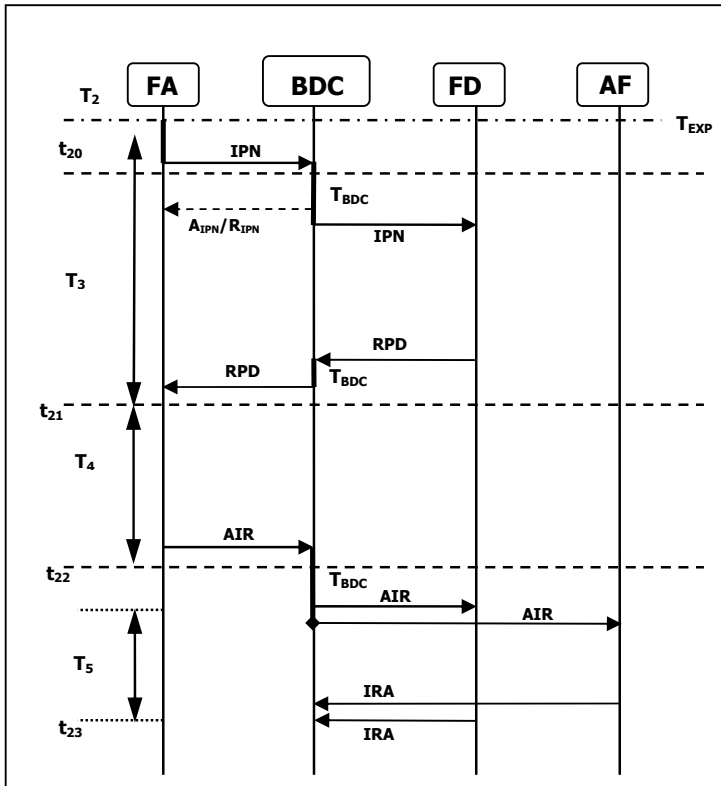 FA BDC FD AF
T2
TEXP
t20
IPN
TBDC
AIPN/RIPN
IPN
T3
RPD
RPD
TBDC
t21
T4
AIR
t22
TBDC
AIR
AIR
T5
IRA
t23
IRA